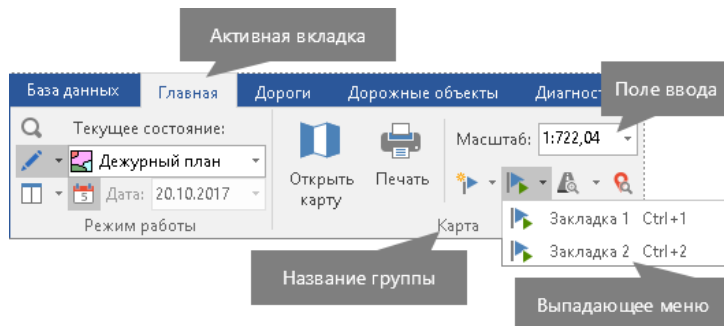 Активная вкладка
База данных Главная Дороги Дорожные объекты Диагнос
Поле ввода
Текущее состояние:
Масштаб: 1:722,04
Дежурный план
Открыть карту
Печать
5 Дата: 20.10.2017
Режим работы
Карта
Закладка 1 Ctrl+1
Закладка 2 Ctrl+2
Название группы
Выпадающее меню